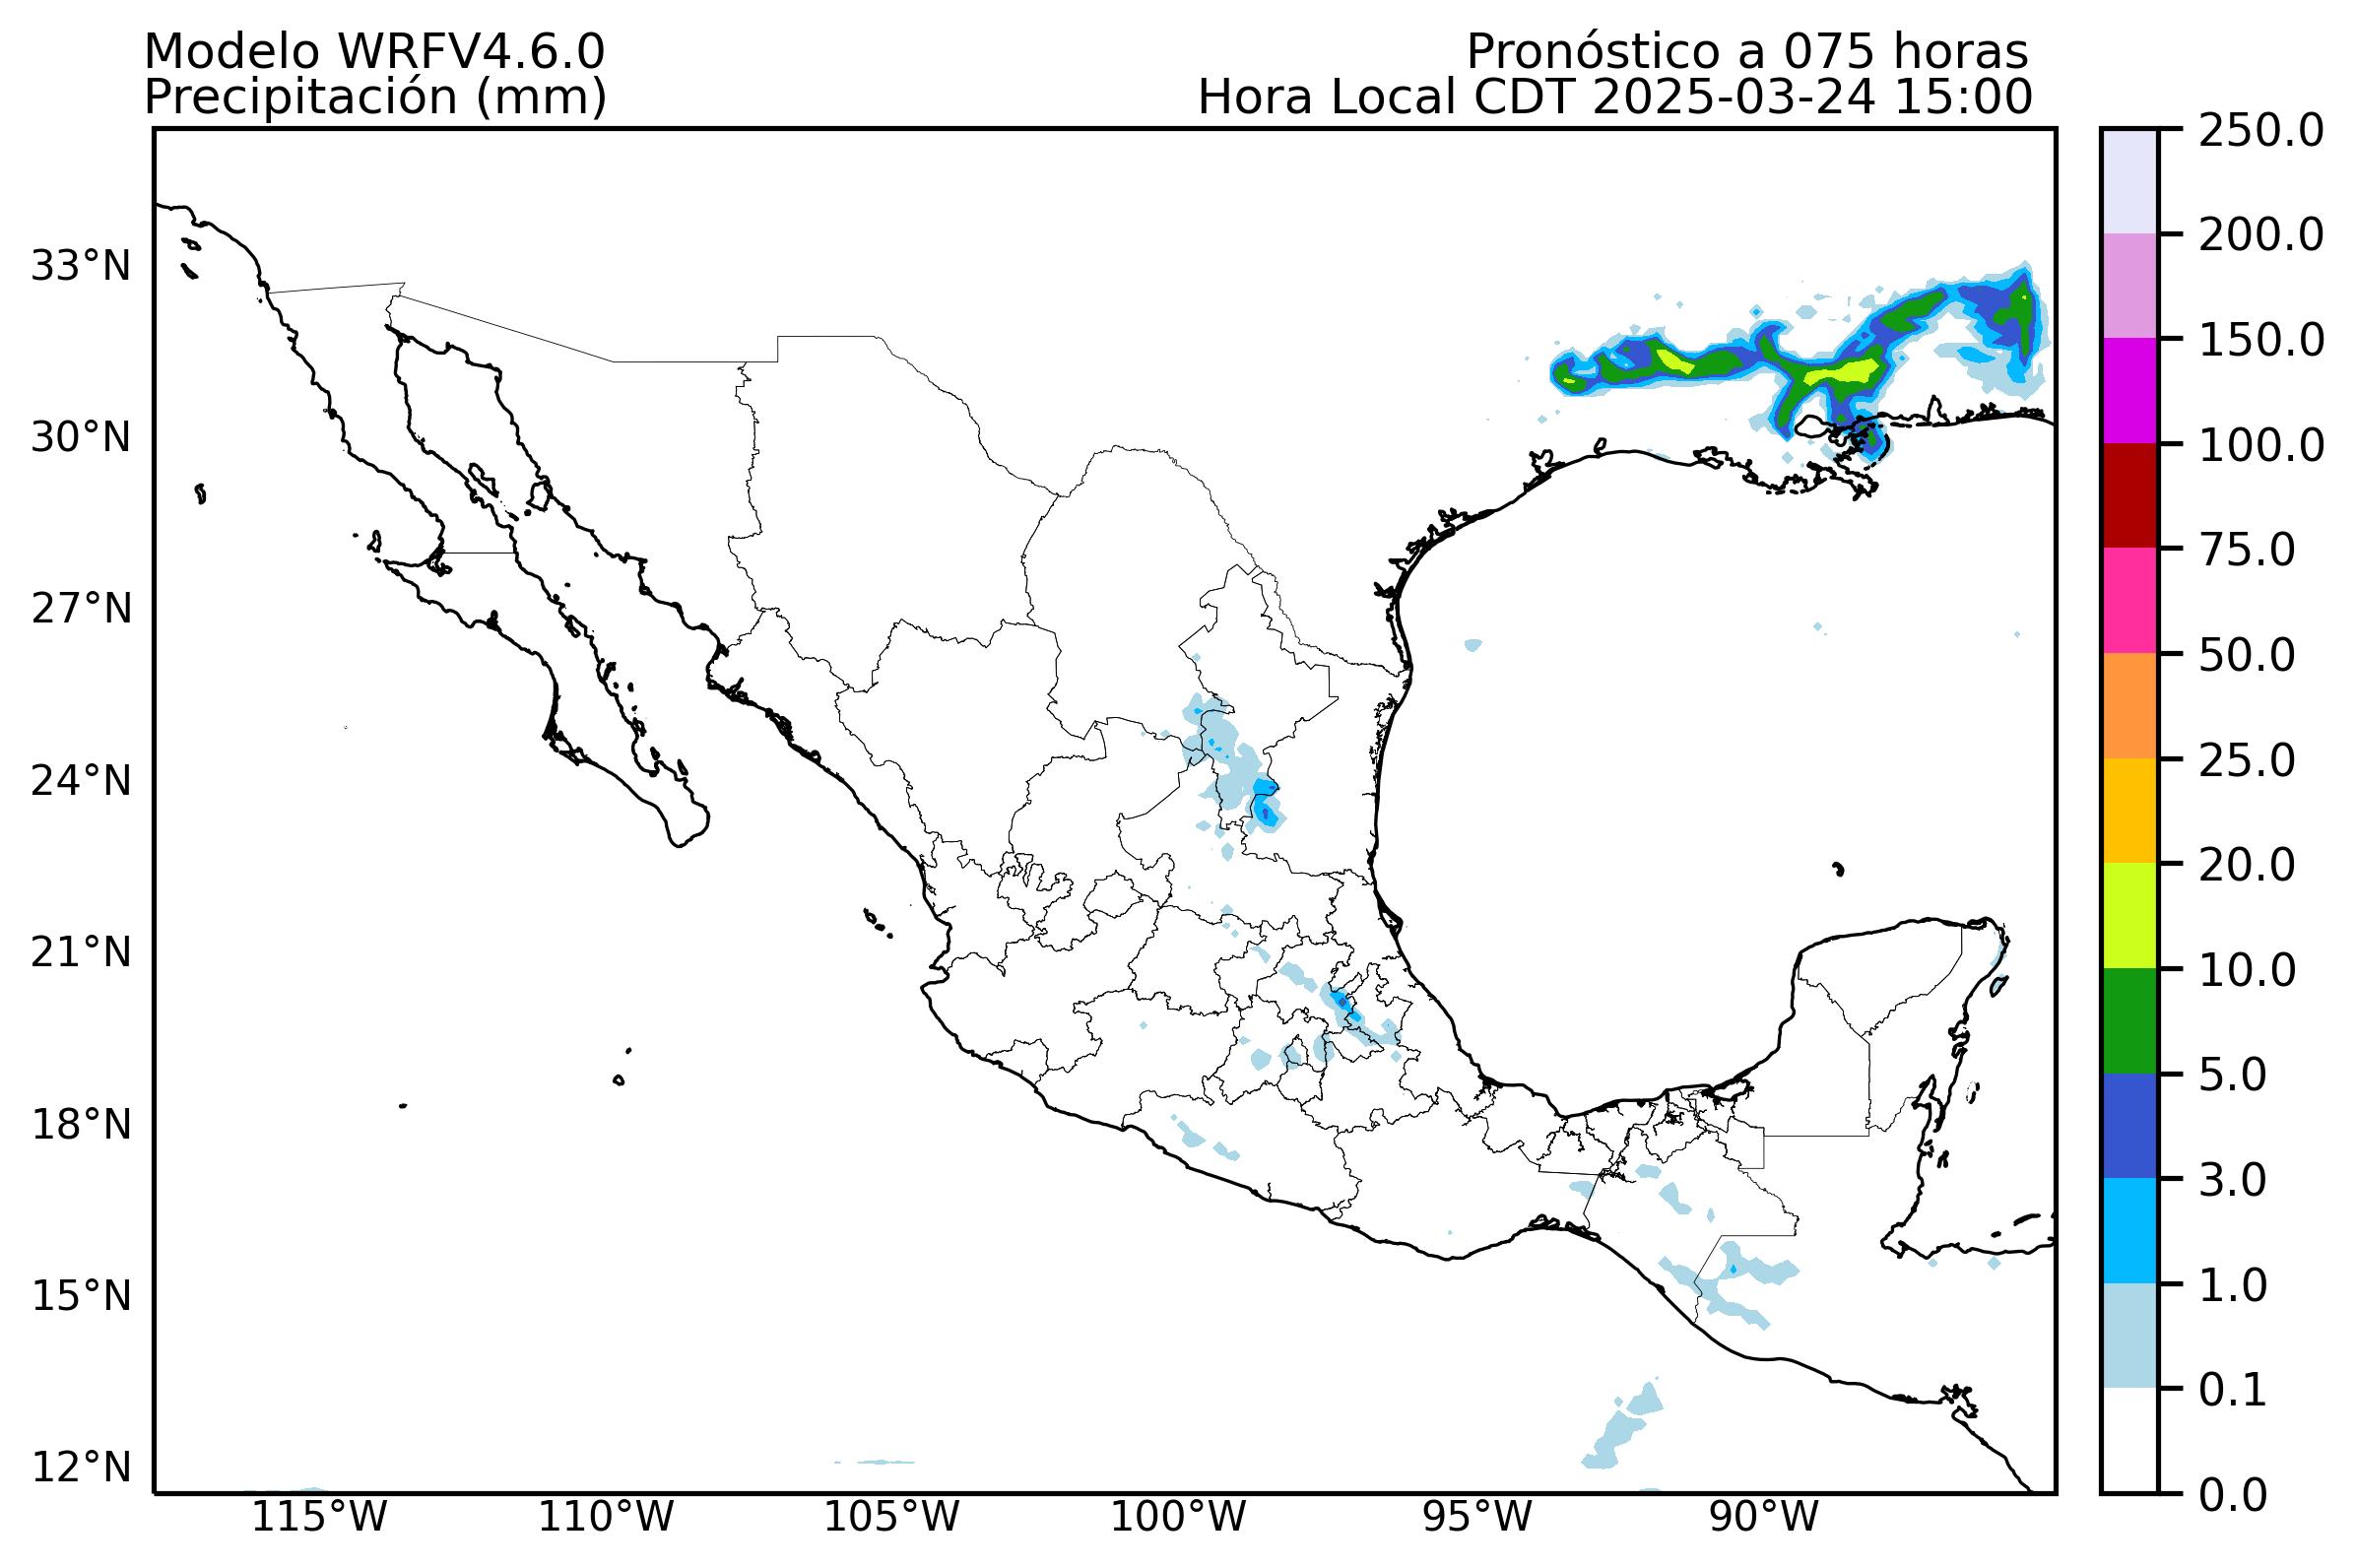 Modelo WRFV4.6.0
Pronóstico a 075 horas
Precipitación (mm)
Hora Local CDT 2025-03-24 15:00
33°N
30°N
27°N
24°N
21°N
18°N
15°N
12°N
115°W
110°W
105°W
100°W
95°W
90°W
250.0
200.0
150.0
100.0
75.0
50.0
25.0
20.0
10.0
5.0
3.0
1.0
0.1
0.0